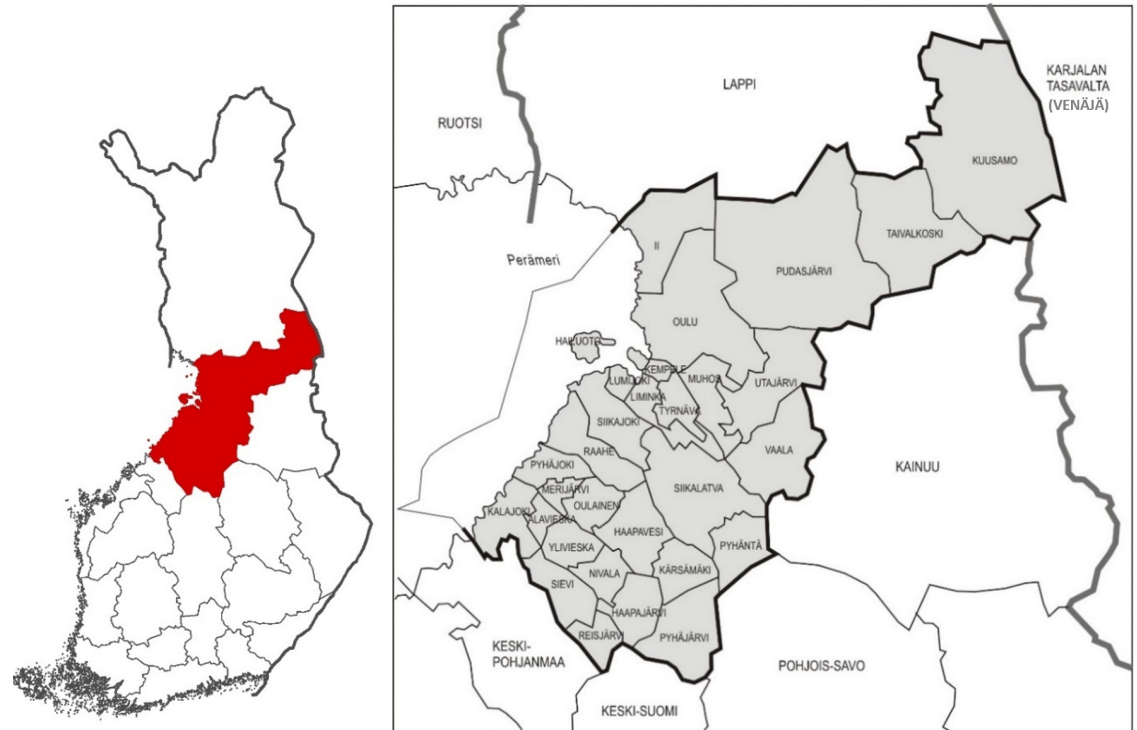 LAPPI
KARJALAN
TASAVALTA
(VENÄJÄ)
RUOTSI
KUUSAMO
TAIVALKOSKI
II
Perämeri
PUDASJÄRVI
OULU
HAILUOTO
KEMPELE
MUHOS
LUMIJOKI
UTAJÄRVI
LIMINKA
TYRNÄVÄ
SIIKAJOKI
RAAHE
VAALA
KAINUU
PYHÄJOKI
MERIJÄRVI
SIIKALATVA
OULAINEN
KALAJOKI
ALAVIESKA
HAAPAVESI
YLIVIESKA
PYHÄNTÄ
NIVALA
KÄRSÄMÄKI
SIEVI
HAAPAJÄRVI
REISJÄRVI
PYHÄJÄRVI
KESKI-
POHJANMAA
POHJOIS-SAVO
KESKI-SUOMI